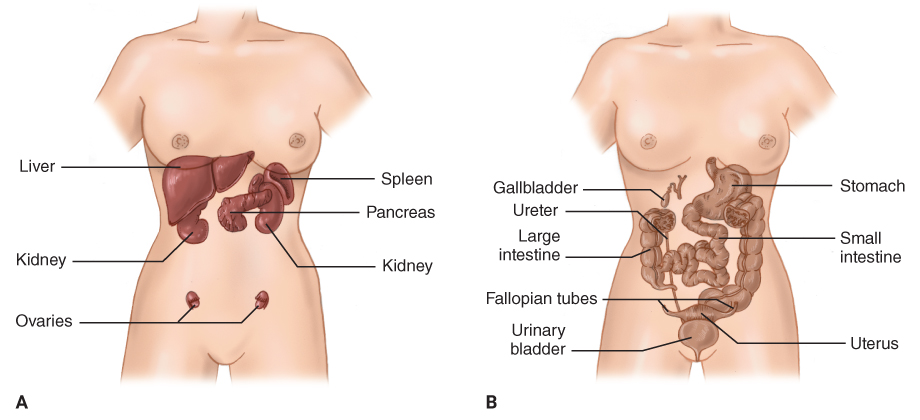 Liver
Spleen
Pancreas
Kidney
Kidney
Ovaries
A
Gallbladder
Ureter
Large
intestine
Fallopian tubes
Urinary
bladder
Stomach
Small
intestine
Uterus
B